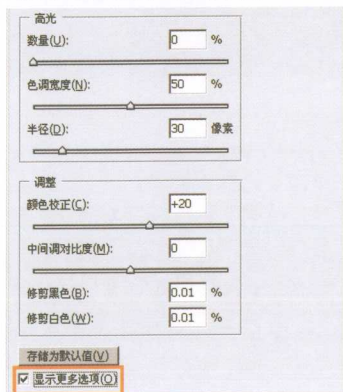 高光
数量(U): 0 %
色调宽度(N): 50 %
半径(D): 30 像素
调整
颜色校正(C): +20
中间调对比度(M): 0
修剪黑色(B): 0.01 %
修剪白色(W): 0.01 %
存储为默认值(V)
显示更多选项(O)